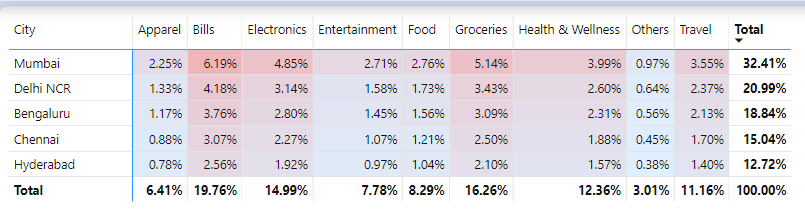 City Apparel Bills Electronics Entertainment Food Groceries Health & Wellness Others Travel Total
Mumbai 2.25% 6.19% 4.85% 2.71% 2.76% 5.14% 3.99% 0.97% 3.55% 32.41%
Delhi NCR 1.33% 4.18% 3.14% 1.58% 1.73% 3.43% 2.60% 0.64% 2.37% 20.99%
Bengaluru 1.17% 3.76% 2.80% 1.45% 1.56% 3.09% 2.31% 0.56% 2.13% 18.84%
Chennai 0.88% 3.07% 2.27% 1.07% 1.21% 2.50% 1.88% 0.45% 1.70% 15.04%
Hyderabad 0.78% 2.56% 1.92% 0.97% 1.04% 2.10% 1.57% 0.38% 1.40% 12.72%
Total 6.41% 19.76% 14.99% 7.78% 8.29% 16.26% 12.36% 3.01% 11.16% 100.00%